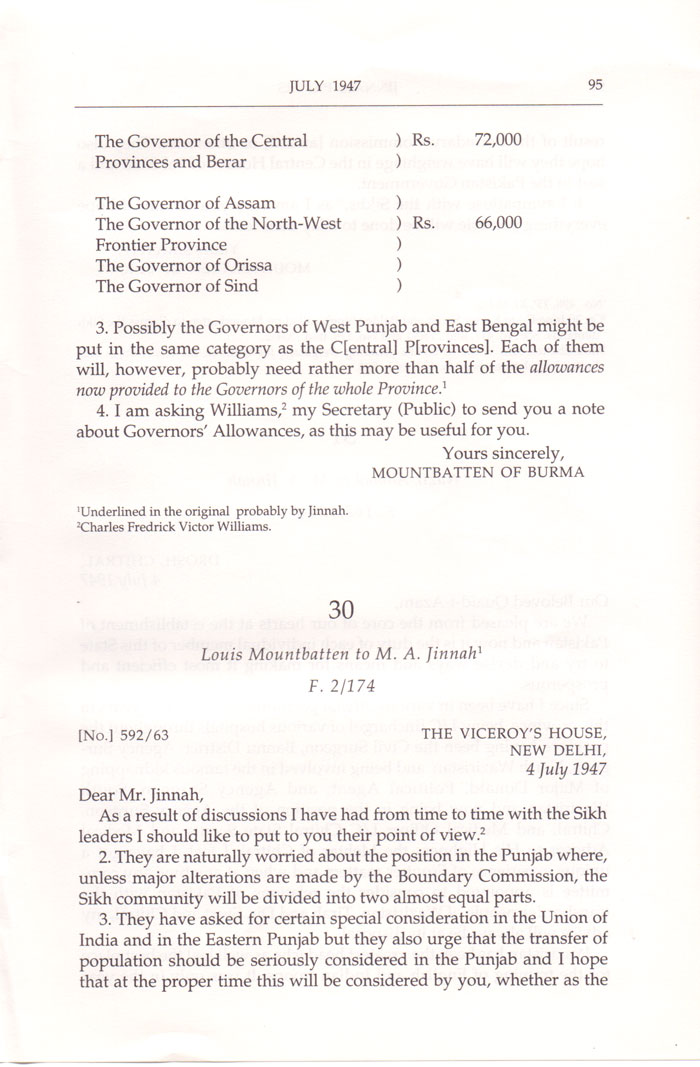 JULY 1947 95
The Governor of the Central ) Rs. 72,000
Provinces and Berar )
The Governor of Assam )
The Governor of the North-West ) Rs. 66,000
Frontier Province )
The Governor of Orissa )
The Governor of Sind )
3. Possibly the Governors of West Punjab and East Bengal might be
put in the same category as the C[entral] P[rovinces]. Each of them
will, however, probably need rather more than half of the allowances
now provided to the Governors of the whole Province.¹
4. I am asking Williams,² my Secretary (Public) to send you a note
about Governors' Allowances, as this may be useful for you.
Yours sincerely,
MOUNTBATTEN OF BURMA
¹Underlined in the original probably by Jinnah.
²Charles Fredrick Victor Williams.
30
Louis Mountbatten to M. A. Jinnah¹
F. 2/174
[No.] 592/63 THE VICEROY'S HOUSE,
NEW DELHI,
4 July 1947
Dear Mr. Jinnah,
As a result of discussions I have had from time to time with the Sikh
leaders I should like to put to you their point of view.²
2. They are naturally worried about the position in the Punjab where,
unless major alterations are made by the Boundary Commission, the
Sikh community will be divided into two almost equal parts.
3. They have asked for certain special consideration in the Union of
India and in the Eastern Punjab but they also urge that the transfer of
population should be seriously considered in the Punjab and I hope
that at the proper time this will be considered by you, whether as the